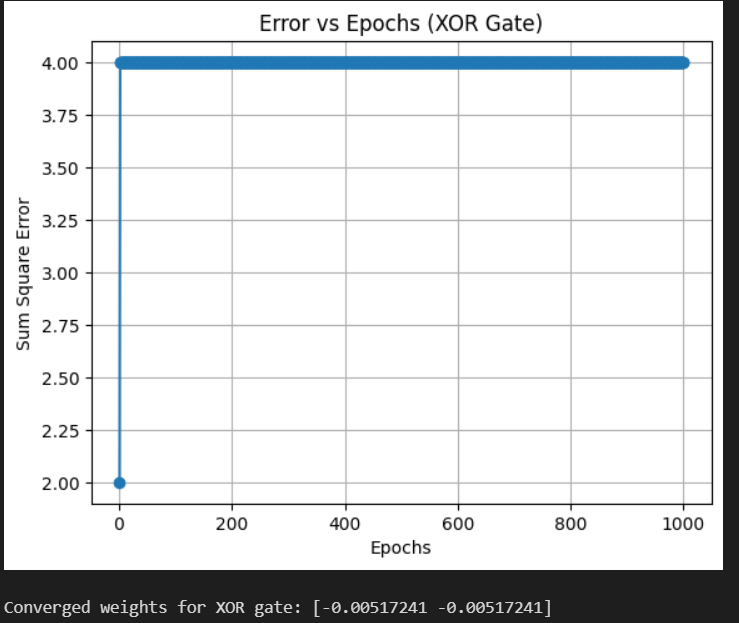 Error vs Epochs (XOR Gate)
4.00
3.75
3.50
3.25
3.00
2.75
2.50
2.25
2.00
Sum Square Error
0 200 400 600 800 1000
Epochs
Converged weights for XOR gate: [-0.00517241 -0.00517241]